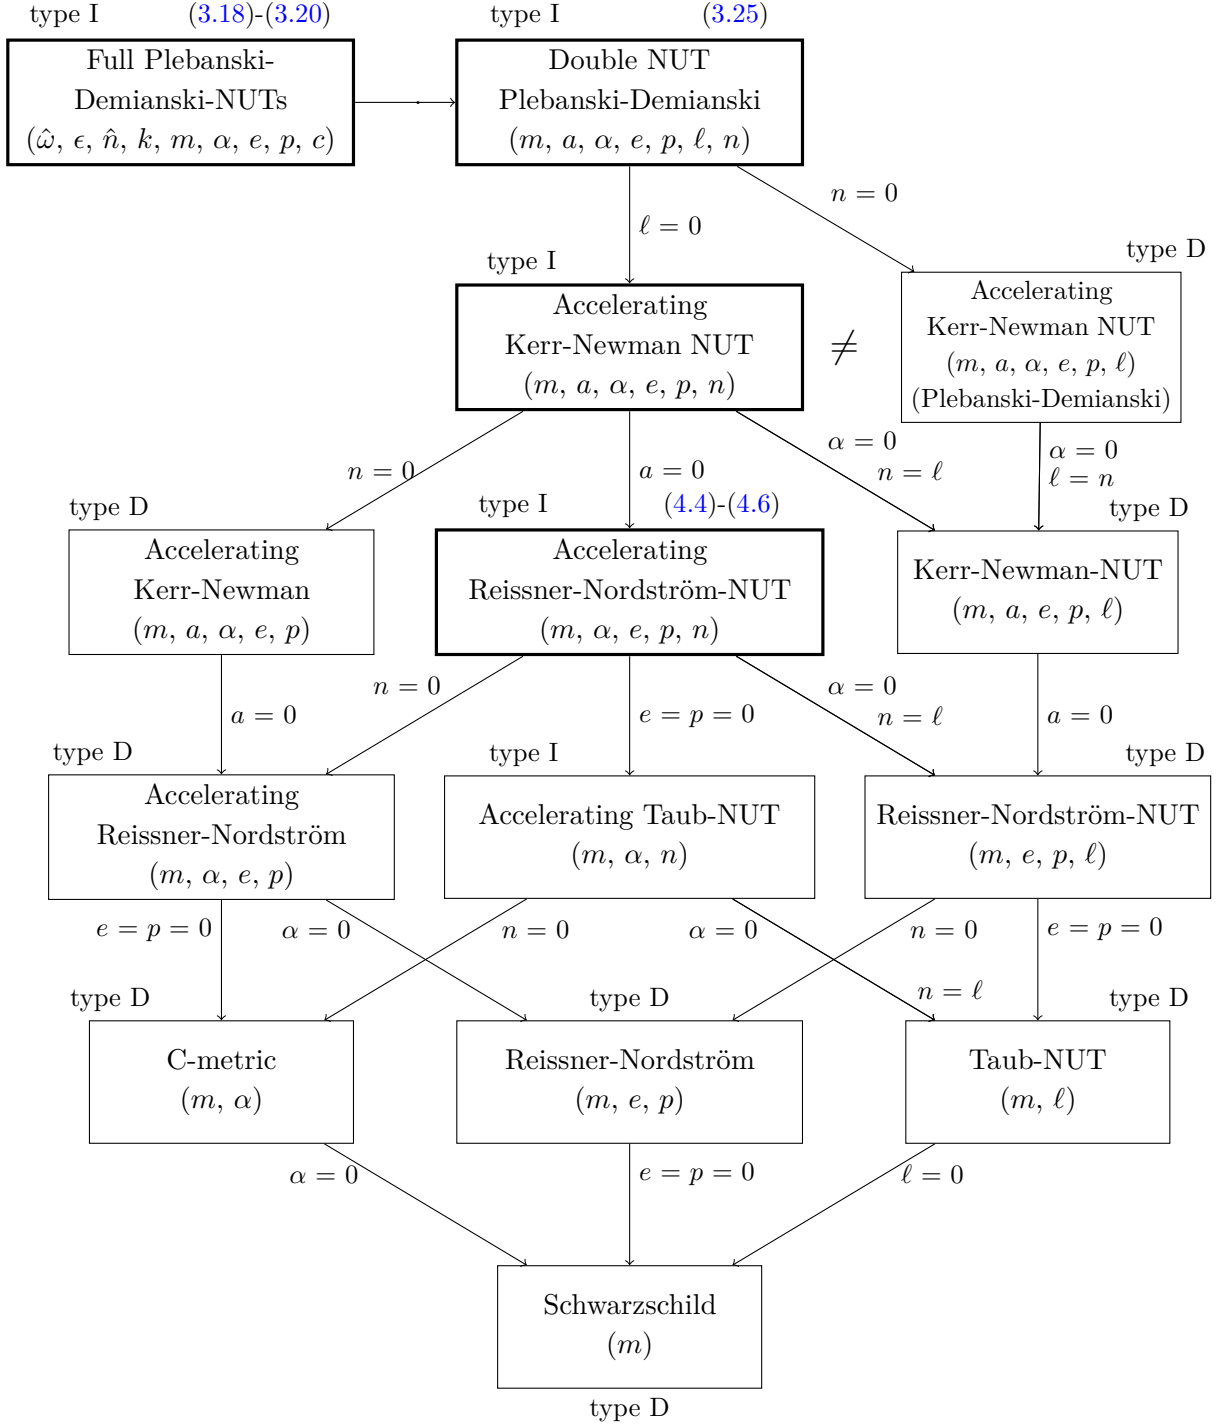 type I (3.18)-(3.20)
type I (3.25)
Full Plebanski-
Demianski-NUTs
(ω̂, ϵ, n̂, k, m, α, e, p, c)
Double NUT
Plebanski-Demianski
(m, a, α, e, p, ℓ, n)
n = 0
ℓ = 0
type D
type I
Accelerating
Kerr-Newman NUT
(m, a, α, e, p, n)
≠
Accelerating
Kerr-Newman NUT
(m, a, α, e, p, ℓ)
(Plebanski-Demianski)
n = 0
a = 0
α = 0
n = ℓ
α = 0
ℓ = n
type D
type I (4.4)-(4.6)
type D
Accelerating
Kerr-Newman
(m, a, α, e, p)
Accelerating
Reissner-Nordström-NUT
(m, α, e, p, n)
Kerr-Newman-NUT
(m, a, e, p, ℓ)
a = 0
n = 0
e = p = 0
α = 0
n = ℓ
a = 0
type D
type I
type D
Accelerating
Reissner-Nordström
(m, α, e, p)
Accelerating Taub-NUT
(m, α, n)
Reissner-Nordström-NUT
(m, e, p, ℓ)
e = p = 0
α = 0
n = 0
α = 0
n = ℓ
n = 0
e = p = 0
type D
type D
type D
C-metric
(m, α)
Reissner-Nordström
(m, e, p)
Taub-NUT
(m, ℓ)
α = 0
e = p = 0
ℓ = 0
Schwarzschild
(m)
type D